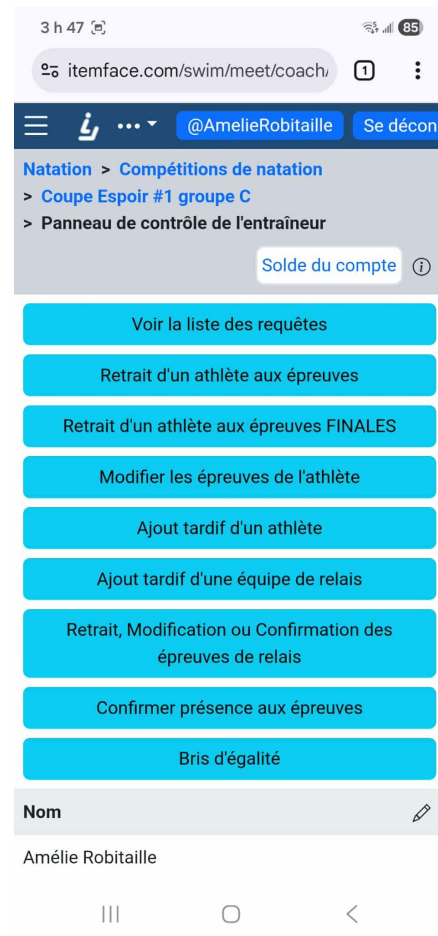 3 h 47
85
itemface.com/swim/meet/coach/
1
@AmelieRobitaille Se décon
Natation > Compétitions de natation
> Coupe Espoir #1 groupe C
> Panneau de contrôle de l'entraîneur
Solde du compte
Voir la liste des requêtes
Retrait d'un athlète aux épreuves
Retrait d'un athlète aux épreuves FINALES
Modifier les épreuves de l'athlète
Ajout tardif d'un athlète
Ajout tardif d'une équipe de relais
Retrait, Modification ou Confirmation des
épreuves de relais
Confirmer présence aux épreuves
Bris d'égalité
Nom
Amélie Robitaille